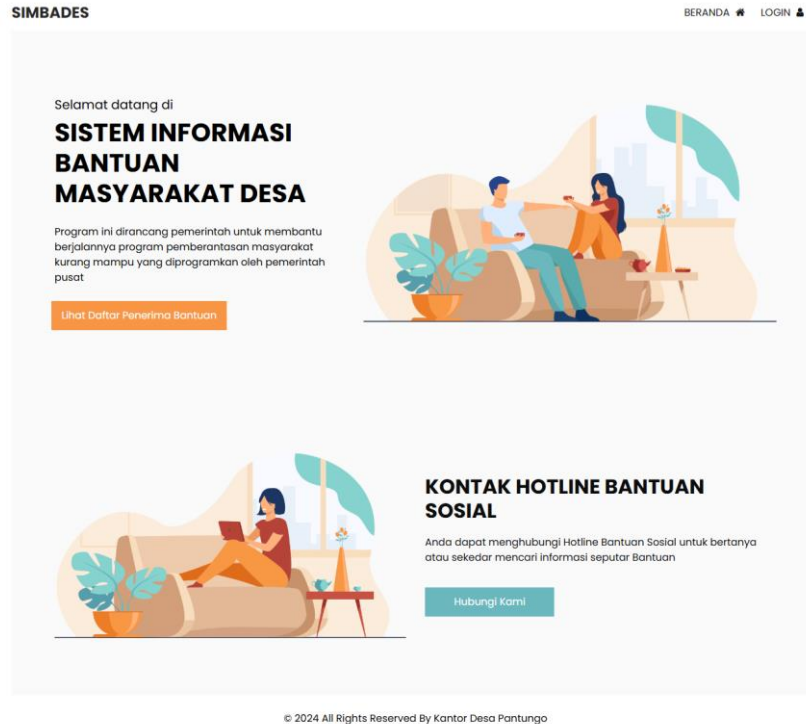 SIMBADES
BERANDA LOGIN
Selamat datang di
SISTEM INFORMASI
BANTUAN
MASYARAKAT DESA
Program ini dirancang pemerintah untuk membantu
berjalannya program pemberantasan masyarakat
kurang mampu yang diprogramkan oleh pemerintah
pusat
Lihat Daftar Penerima Bantuan
KONTAK HOTLINE BANTUAN
SOSIAL
Anda dapat menghubungi Hotline Bantuan Sosial untuk bertanya
atau sekedar mencari informasi seputar Bantuan
Hubungi Kami
© 2024 All Rights Reserved By Kantor Desa Pantungo